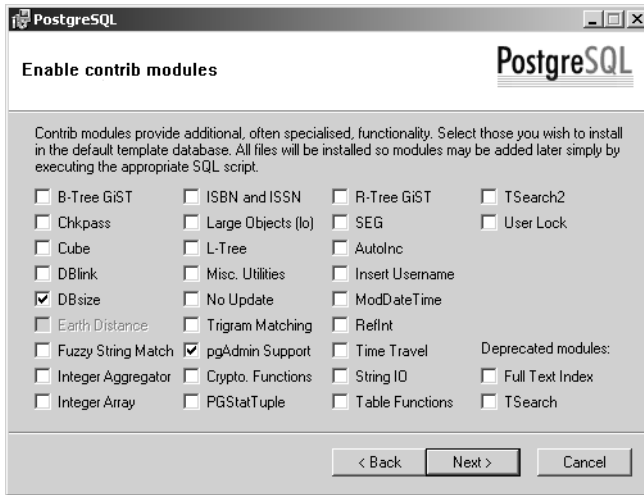 PostgreSQL
Enable contrib modules
PostgreSQL
Contrib modules provide additional, often specialised, functionality. Select those you wish to install
in the default template database. All files will be installed so modules may be added later simply by
executing the appropriate SQL script.
B-Tree GiST ISBN and ISSN R-Tree GiST TSearch2
Chkpass Large Objects (lo) SEG User Lock
Cube L-Tree AutoInc
DBlink Misc. Utilities Insert Username
DBsize No Update ModDateTime
Earth Distance Trigram Matching RefInt
Fuzzy String Match pgAdmin Support Time Travel Deprecated modules:
Integer Aggregator Crypto. Functions String IO Full Text Index
Integer Array PGStatTuple Table Functions TSearch
< Back Next > Cancel